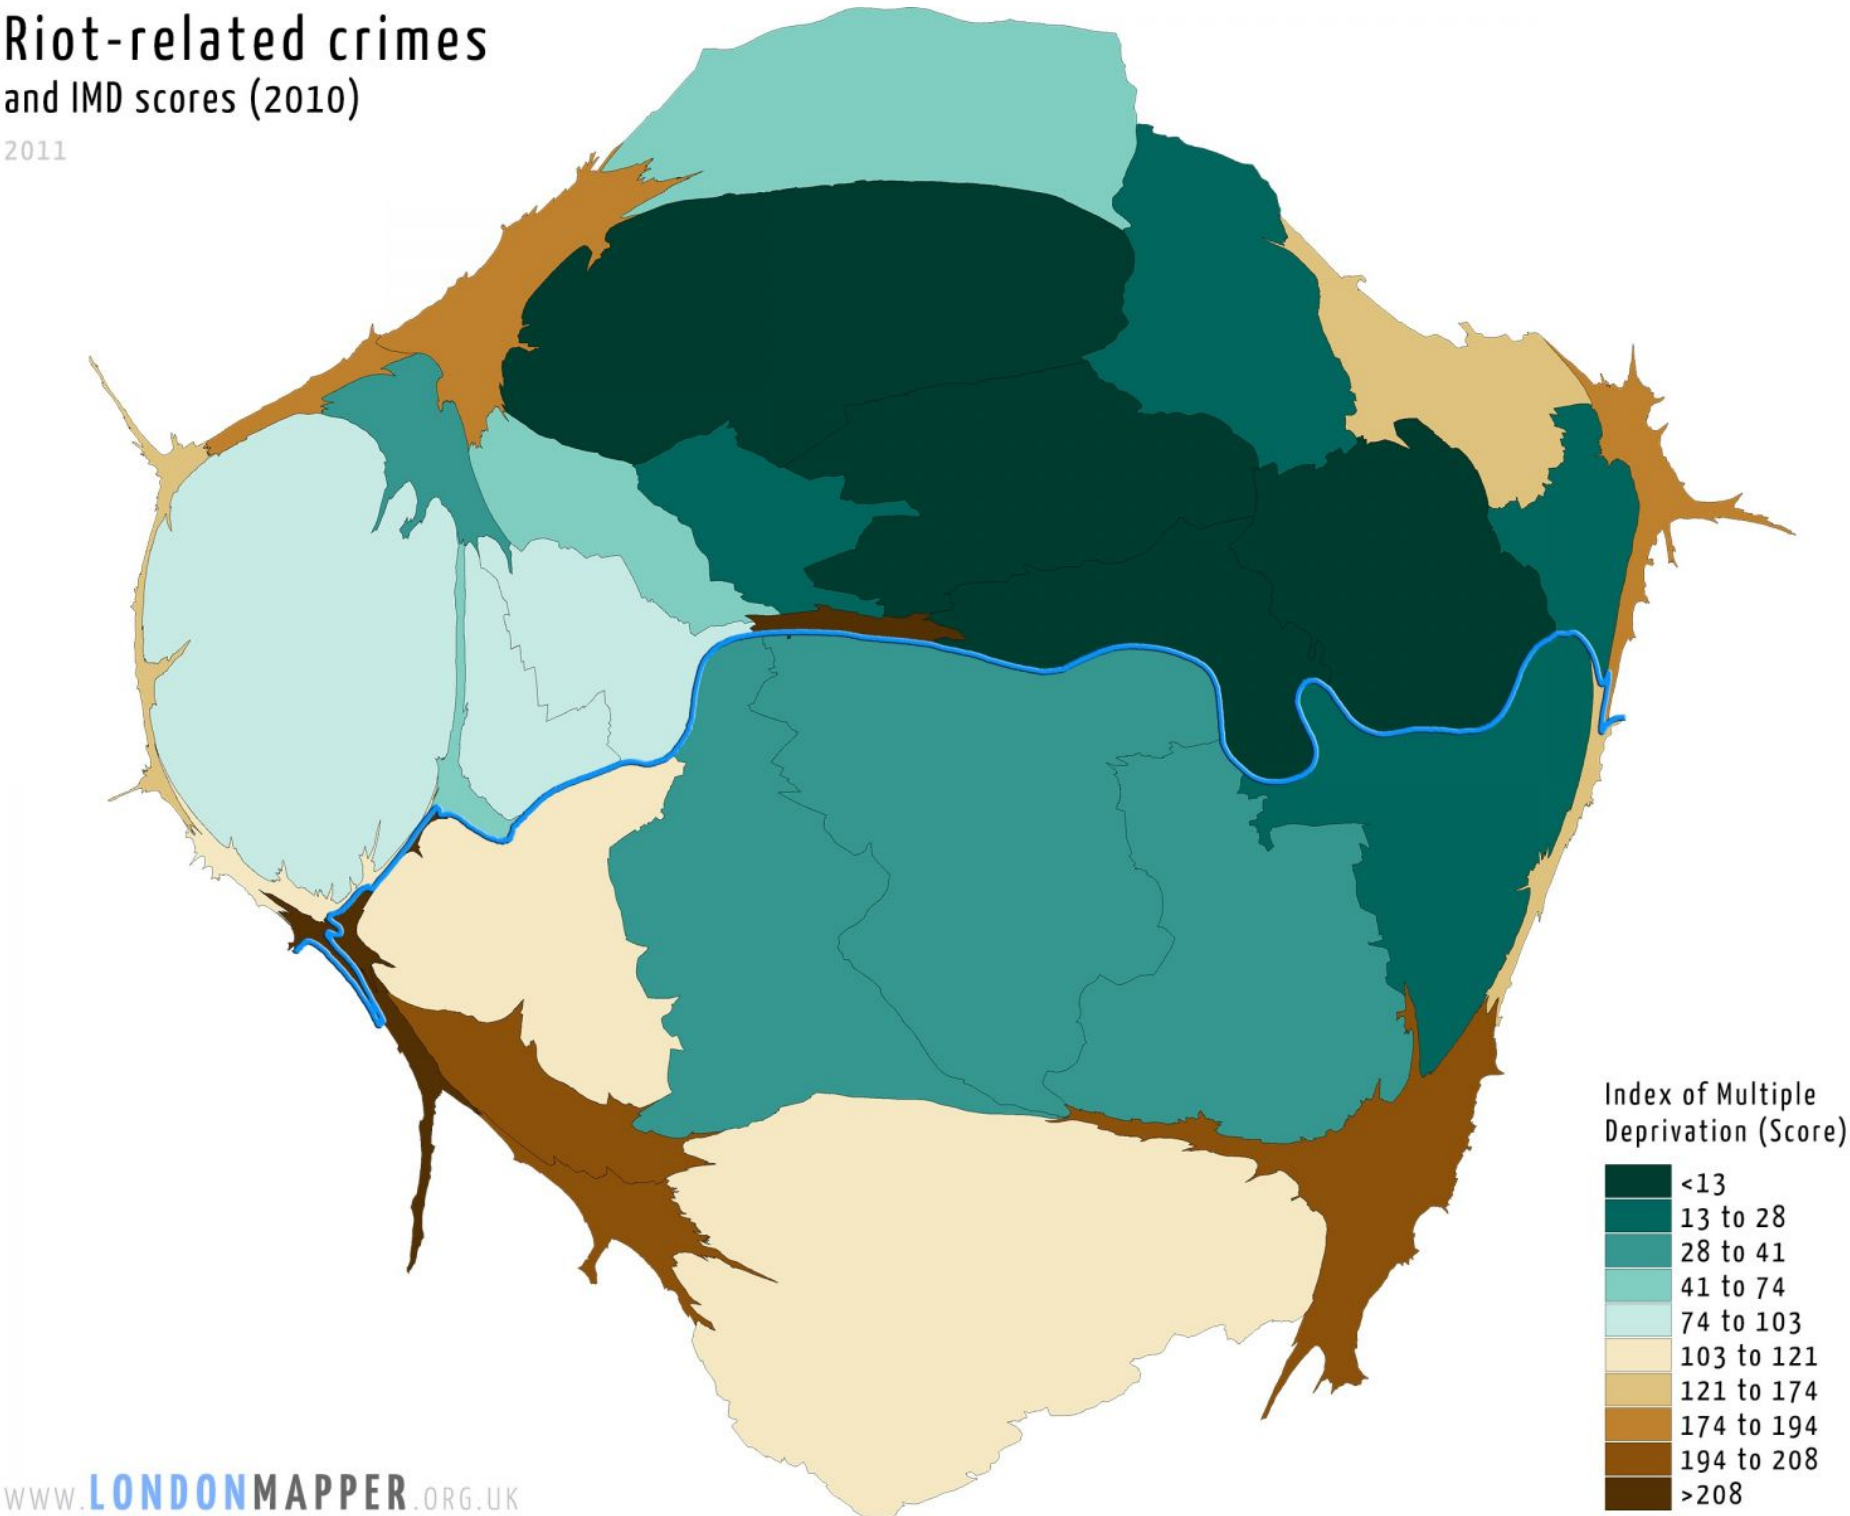 Riot-related crimes
and IMD scores (2010)
2011
Index of Multiple
Deprivation (Score)
<13
13 to 28
28 to 41
41 to 74
74 to 103
103 to 121
121 to 174
174 to 194
194 to 208
>208
WWW.LONDONMAPPER.ORG.UK